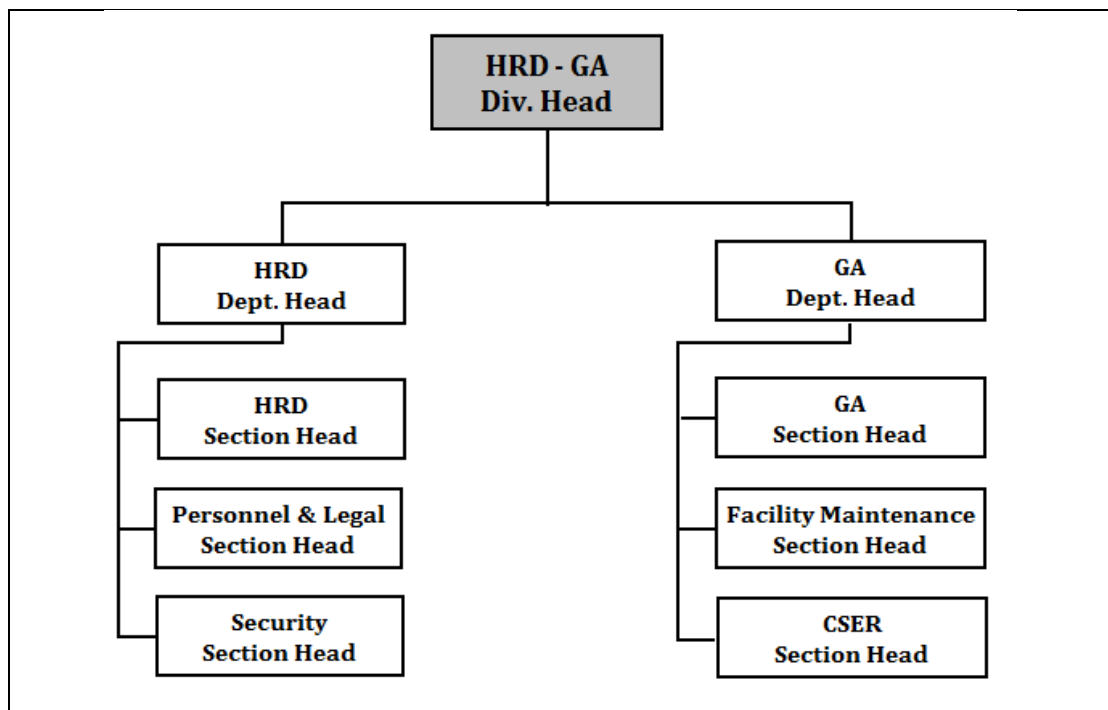 HRD - GA
Div. Head
HRD
Dept. Head
GA
Dept. Head
HRD
Section Head
GA
Section Head
Personnel & Legal
Section Head
Facility Maintenance
Section Head
Security
Section Head
CSER
Section Head